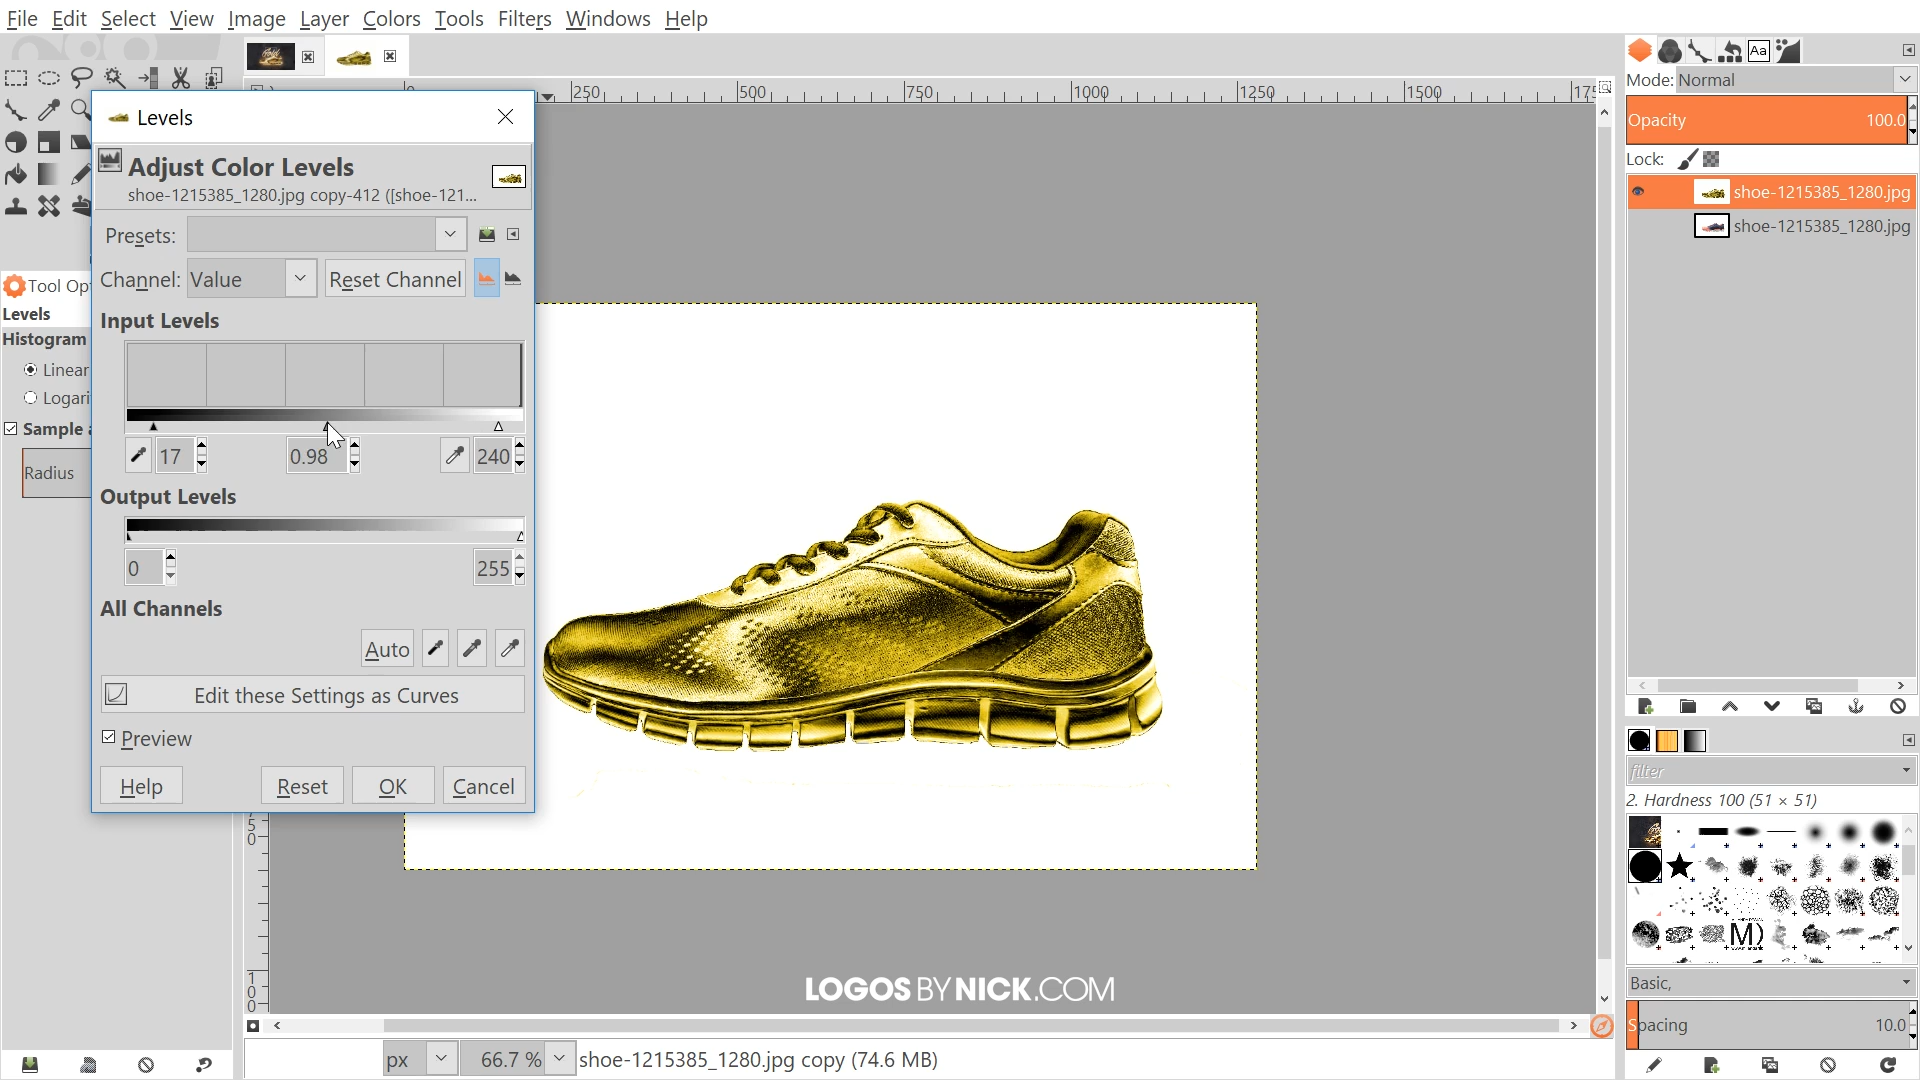 File Edit Select View Image Layer Colors Tools Filters Windows Help
250 500 750 1000 1250 1500
Levels
Adjust Color Levels
shoe-1215385_1280.jpg copy-412 ([shoe-121...
Presets:
Channel: Value Reset Channel
Input Levels
17 0.98 240
Output Levels
0 255
All Channels
Auto
Edit these Settings as Curves
Preview
Help Reset OK Cancel
Tool Op
Levels
Histogram
Linear
Logari
Sample
Radius
Mode: Normal
Opacity 100.0
Lock:
shoe-1215385_1280.jpg
shoe-1215385_1280.jpg
filter
2. Hardness 100 (51 × 51)
Basic,
Spacing 10.0
LOGOS BY NICK.COM
px 66.7 % shoe-1215385_1280.jpg copy (74.6 MB)